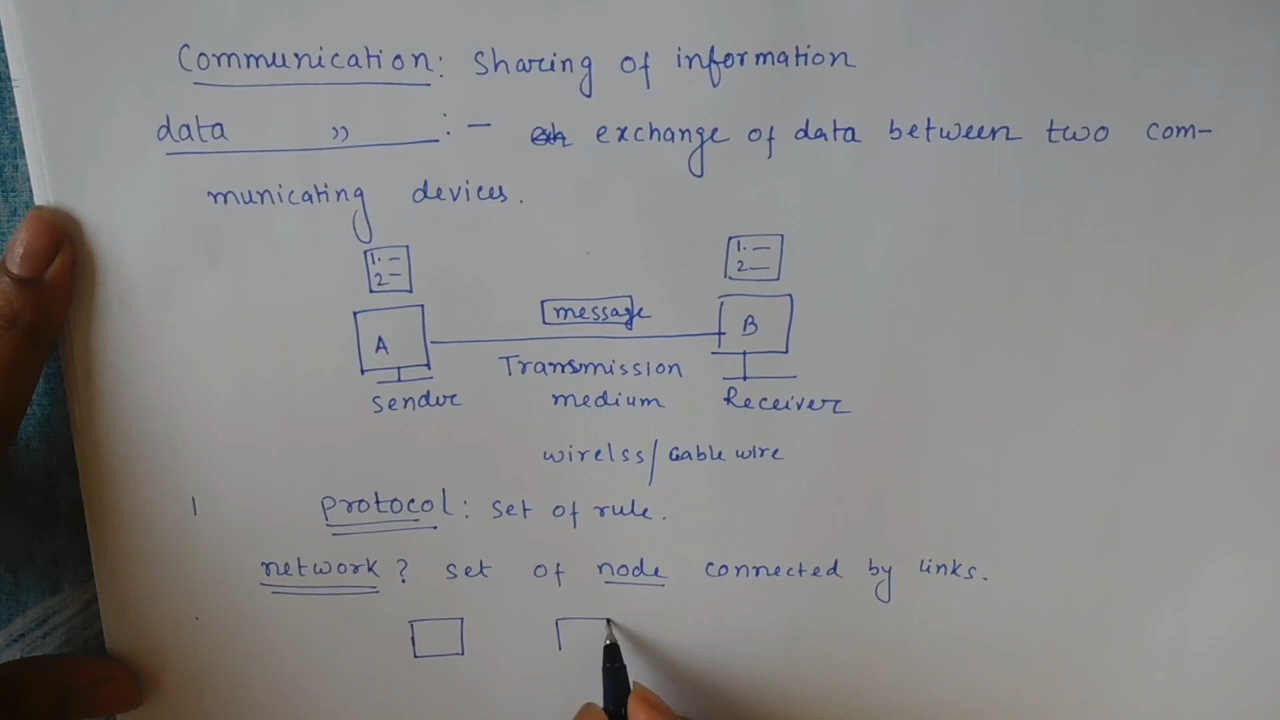 Communication: Sharing of information
data ,, :- exchange of data between two com-
municating devices.
1. -
2 -
1. -
2 -
message
A
B
Transmission
medium
Sender
Receiver
wirelss/cable wire
protocol: set of rule.
network? set of node connected by links.